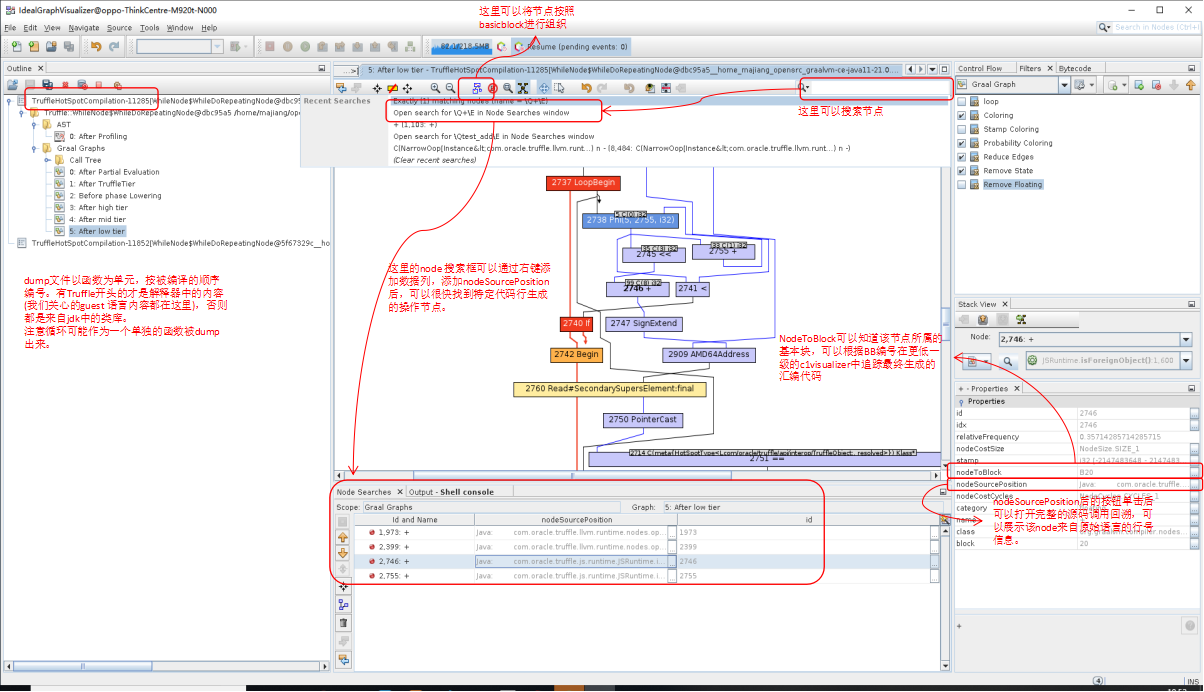 IdealGraphVisualizer@oppo-ThinkCentre-M920t-N000
File Edit View Navigate Source Tools Window Help
Search in Nodes (Ctrl+I)
这里可以将节点按照
basicblock进行组织
Resume (pending events: 0)
Outline
TruffleHotSpotCompilation-11285[WhileNode$WhileDoRepeatingNode@dbc95
Truffle::WhileNode$WhileDoRepeatingNode@dbc95a5 /home/majiang/op
AST
0: After Profiling
Graal Graphs
Call Tree
0: After Partial Evaluation
1: After TruffleTier
2: Before phase Lowering
3: After high tier
4: After mid tier
5: After low tier
TruffleHotSpotCompilation-11852[WhileNode$WhileDoRepeatingNode@5f67329c__ho
dump文件以函数为单元，按被编译的顺序
编号。有Truffle开头的才是解释器中的内容
(我们关心的guest 语言内容都在这里)，否则
都是来自jdk中的类库。
注意循环可能作为一个单独的函数被dump
出来。
5: After low tier - TruffleHotSpotCompilation-11285[WhileNode$WhileDoRepeatingNode@dbc95a5__home_majiang_opensrc_graalvm-ce-java11-21.0...
Recent Searches
Exactly (1) matching nodes (name = \Q+\E)
Open search for \Q+\E in Node Searches window
+ (1,103: +)
Open search for \Qtest_add\E in Node Searches window
C(NarrowOop(Instance&lt;com.oracle.truffle.llvm.runt...) n - (8,484: C(NarrowOop(Instance&lt;com.oracle.truffle.llvm.runt...) n -)
(Clear recent searches)
这里可以搜索节点
2737 LoopBegin
5 C(0) i32
2738 Phi(5, 2755, i32)
35 C(3) i32
2745 <<
33 C(1) i32
2755 +
2746 +
2741 <
2740 If
2747 SignExtend
2742 Begin
2909 AMD64Address
2760 Read#SecondarySupersElement:final
2750 PointerCast
2714 C(meta{HotSpotType<Lcom/oracle/truffle/api/interop/TruffleObject;, resolved>}) Klass*
2751 ==
这里的node 搜索框可以通过右键添
加数据列，添加nodeSourcePosition
后，可以很快找到特定代码行生成
的操作节点。
NodeToBlock可以知道该节点所属的
基本块，可以根据BB编号在更低一
级的c1visualizer中追踪最终生成的
汇编代码
Node Searches Output - Shell console
Scope: Graal Graphs Graph: 5: After low tier
Id and Name nodeSourcePosition id
1,973: + Java: com.oracle.truffle.llvm.runtime.nodes.op... 1973
2,399: + Java: com.oracle.truffle.llvm.runtime.nodes.op... 2399
2,746: + Java: com.oracle.truffle.js.runtime.JSRuntime.i... 2746
2,755: + Java: com.oracle.truffle.js.runtime.JSRuntime.i... 2755
Control Flow Filters Bytecode
Graal Graph
loop
Coloring
Stamp Coloring
Probability Coloring
Reduce Edges
Remove State
Remove Floating
Stack View
Node: 2,746: +
JSRuntime.isForeignObject():1,600
- Properties
Properties
id 2746
idx 2746
relativeFrequency 0.35714285714285715
nodeCostSize NodeSize.SIZE_1
stamp i32 [-2147483648 - 2147483
nodeToBlock B20
nodeSourcePosition Java: com.oracle.truffle...
nodeCostCycles
category
name
class org.graalvm.compiler.nodes...
block 20
nodeSourcePosition后的按钮单击后
可以打开完整的源码调用回溯，可
以展示该node来自原始语言的行号
信息。
INS